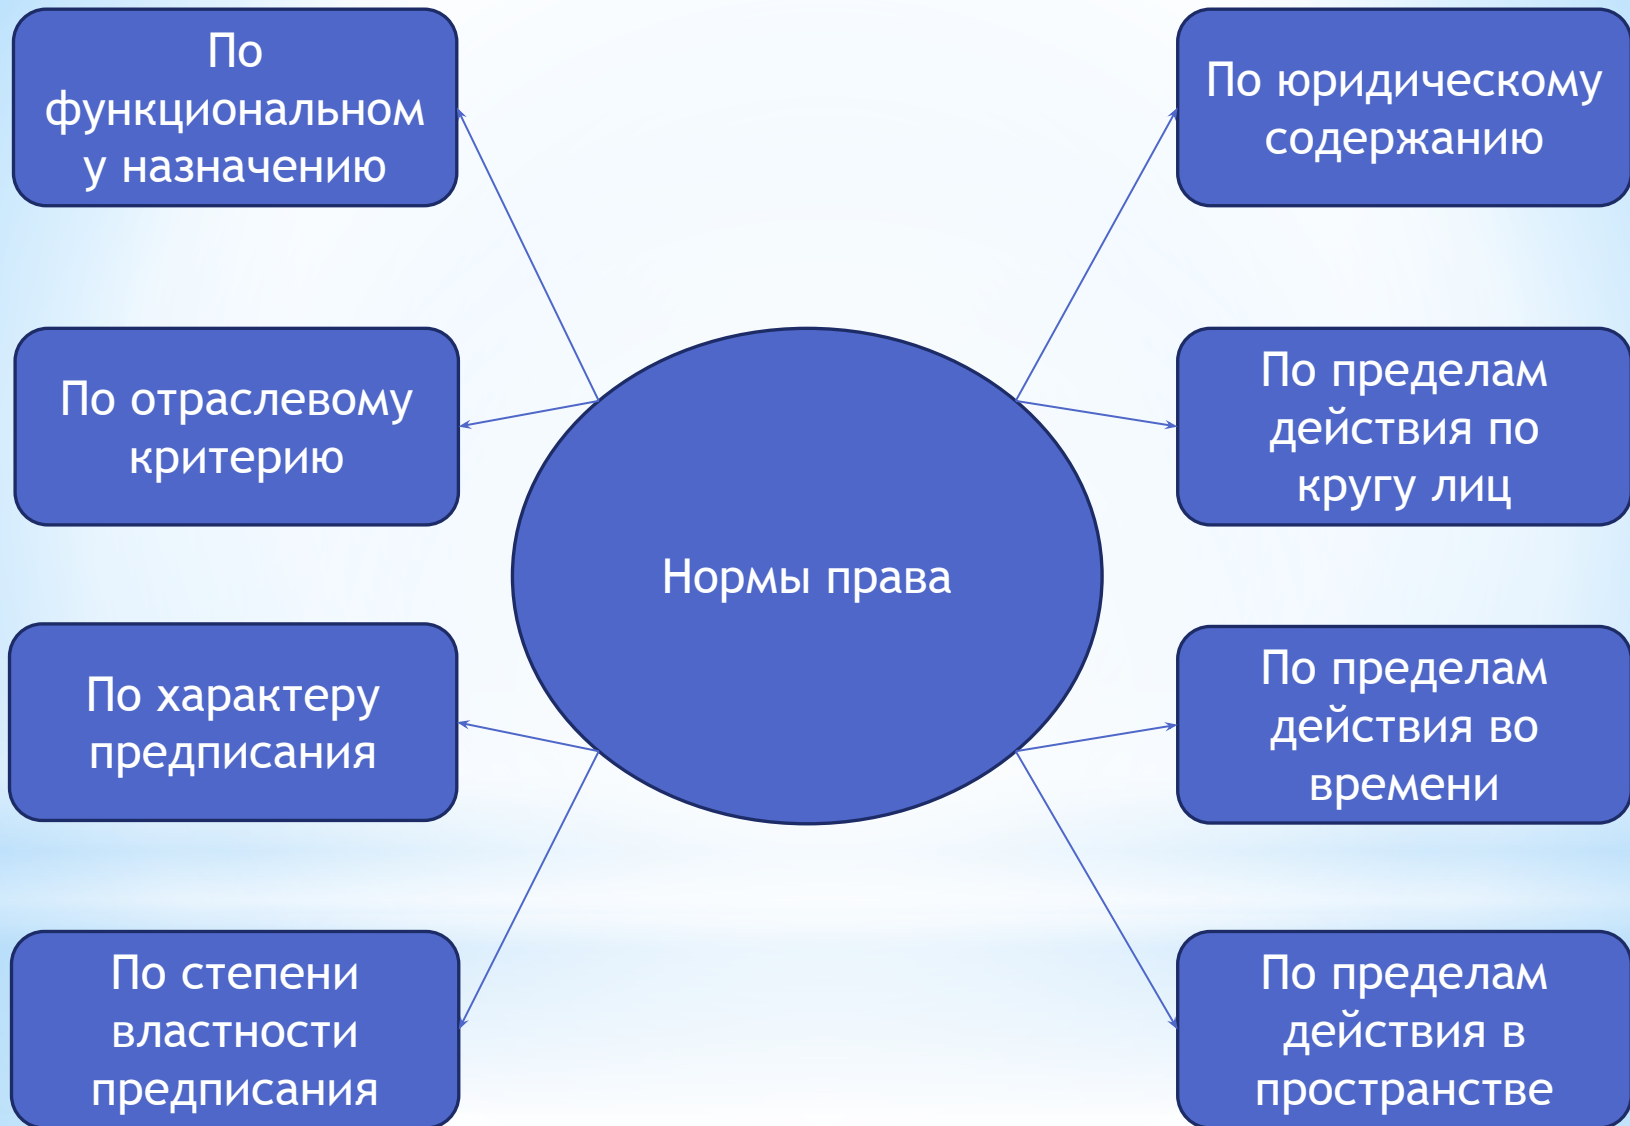 По
функциональном
у назначению
По отраслевому
критерию
По характеру
предписания
По степени
властности
предписания
Нормы права
По юридическому
содержанию
По пределам
действия по
кругу лиц
По пределам
действия во
времени
По пределам
действия в
пространстве